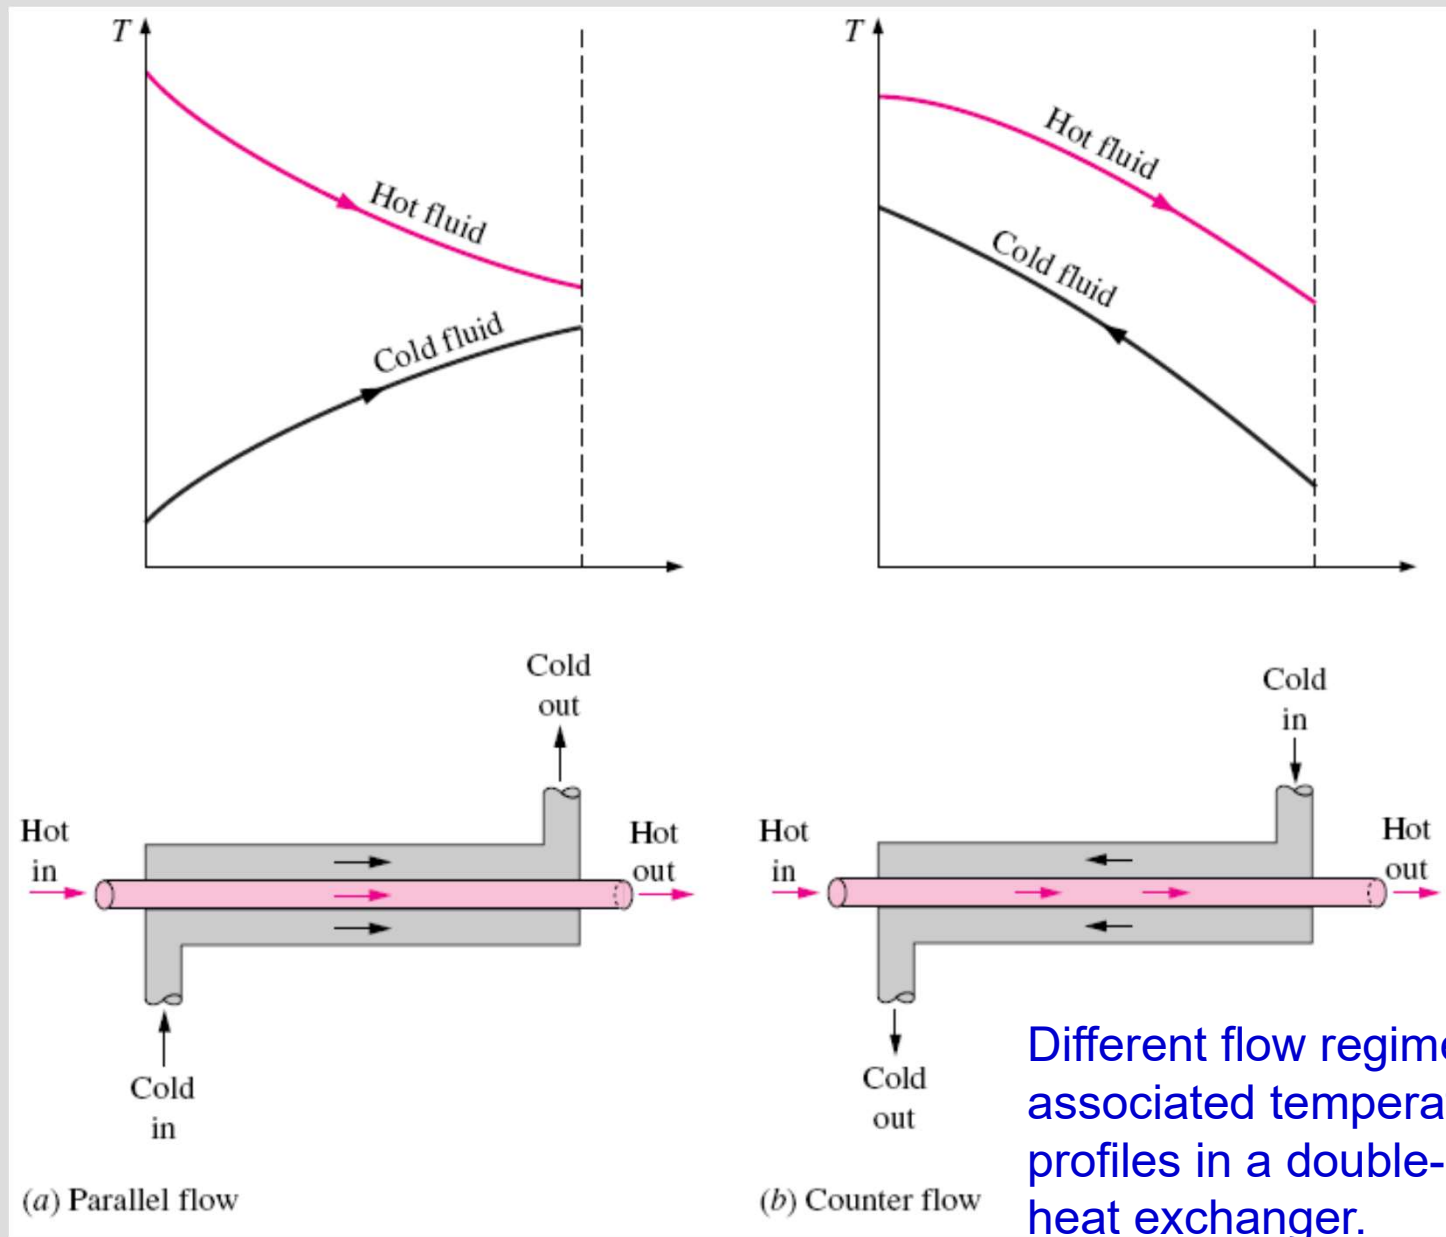 T
Hot fluid
Cold fluid
Cold
out
Hot
in
Hot
out
Cold
in
(a) Parallel flow
T
Hot fluid
Cold fluid
Cold
in
Hot
in
Hot
out
Cold
out
(b) Counter flow
Different flow regime
associated tempera
profiles in a double-
heat exchanger.